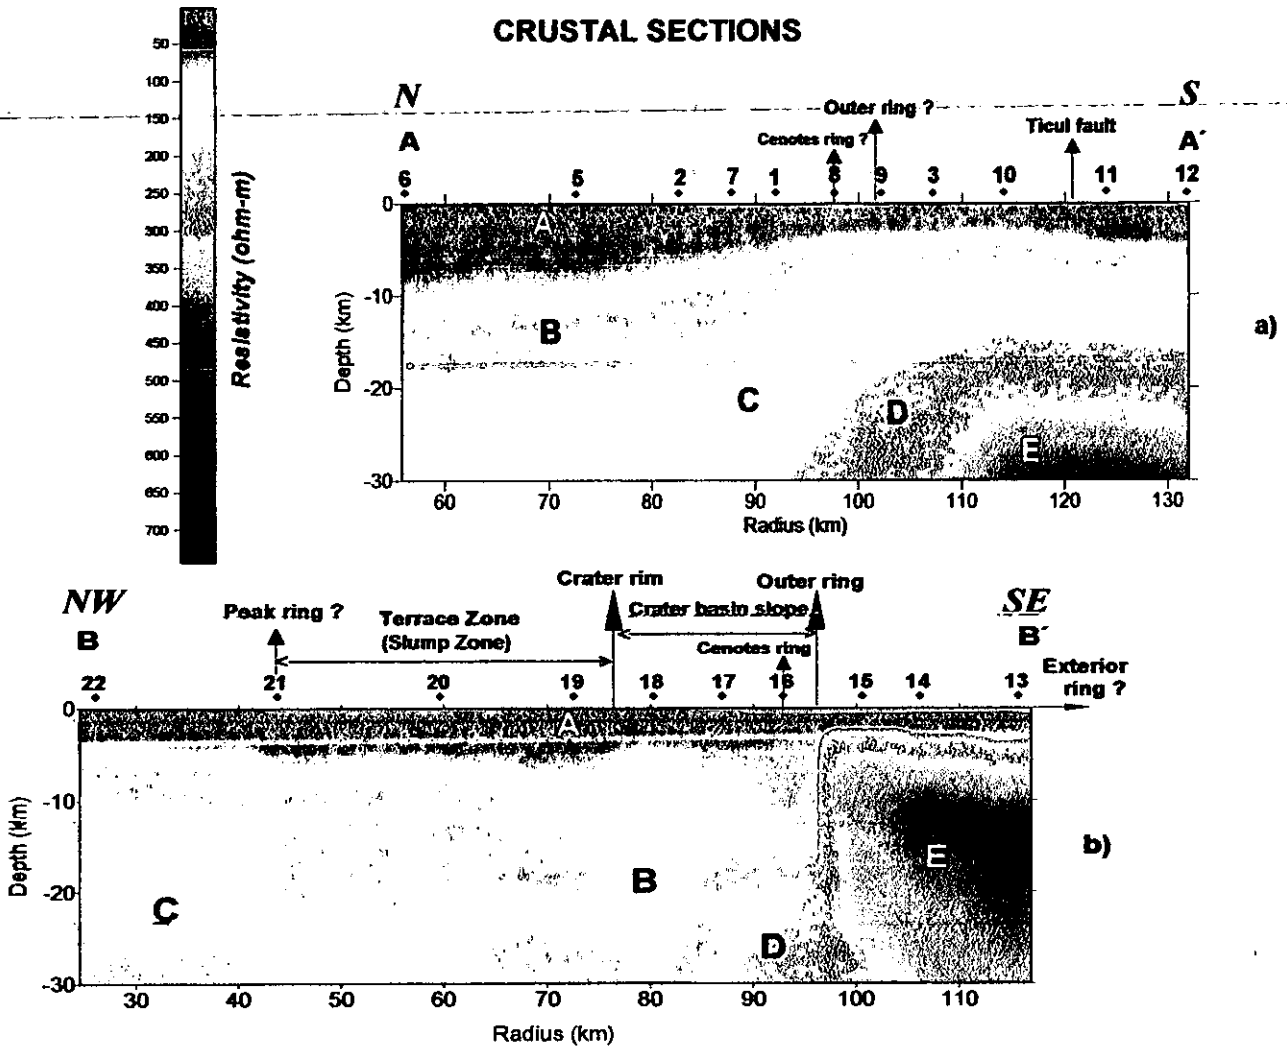 CRUSTAL SECTIONS
50
100
150
200
250
300
350
400
450
500
550
600
650
700
Resistivity (ohm-m)
N
S
Outer ring ?
Ticul fault
Cenotes ring ?
A
A´
6 5 2 7 1 8 9 3 10 11 12
0
-10
-20
-30
Depth (km)
A
B
C
D
E
a)
60 70 80 90 100 110 120 130
Radius (km)
Crater rim
Outer ring
NW
SE
Peak ring ?
Terrace Zone
(Slump Zone)
Crater basin slope
B
B´
Cenotes ring
Exterior
ring ?
22 21 20 19 18 17 16 15 14 13
0
-10
-20
-30
Depth (km)
A
B
C
D
E
b)
30 40 50 60 70 80 90 100 110
Radius (km)